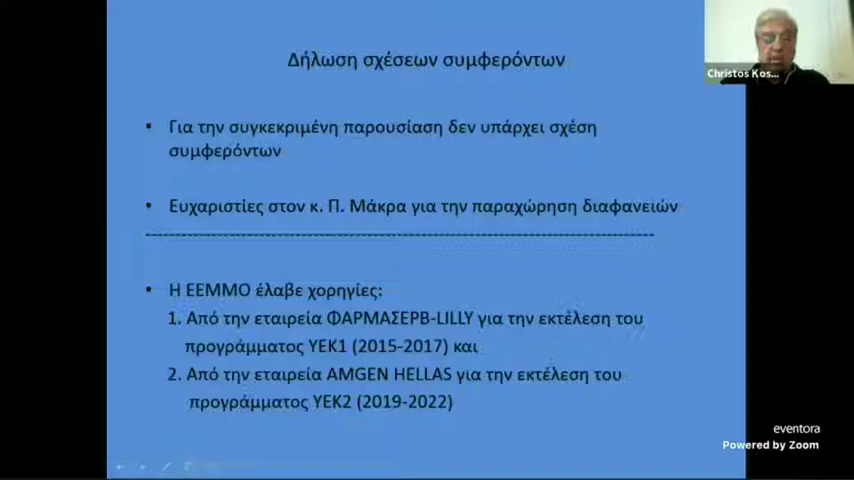 Δήλωση σχέσεων συμφερόντων
Christos Kos...
• Για την συγκεκριμένη παρουσίαση δεν υπάρχει σχέση
συμφερόντων
• Ευχαριστίες στον κ. Π. Μάκρα για την παραχώρηση διαφανειών
• Η ΕΕΜΜΟ έλαβε χορηγίες:
1. Από την εταιρεία ΦΑΡΜΑΣΕΡΒ-LILLY για την εκτέλεση του
προγράμματος ΥΕΚ1 (2015-2017) και
2. Από την εταιρεία AMGEN HELLAS για την εκτέλεση του
προγράμματος ΥΕΚ2 (2019-2022)
eventora
Powered by Zoom